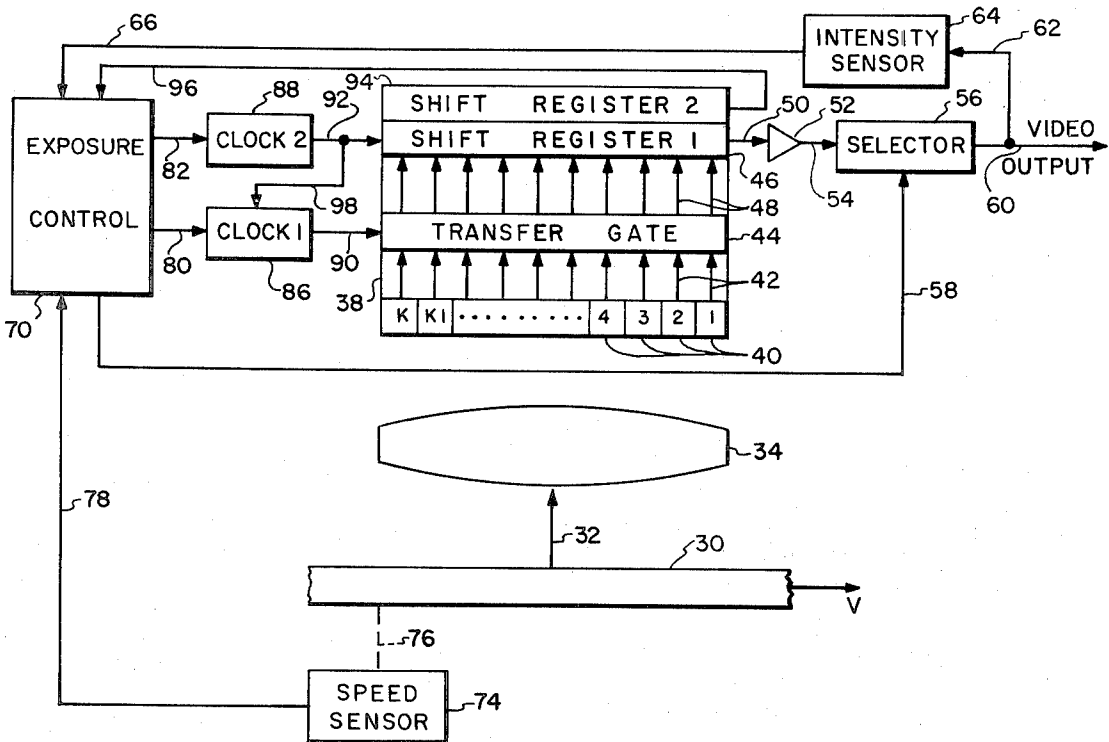 66
64
INTENSITY
SENSOR
62
96
94
88
92
50
52
56
EXPOSURE
CONTROL
82
CLOCK 2
SHIFT REGISTER 2
SHIFT REGISTER 1
SELECTOR
VIDEO
OUTPUT
98
46
54
60
48
80
CLOCK 1
90
TRANSFER GATE
44
86
38
42
58
70
K K1 ......... 4 3 2 1
40
34
78
32
30
V
76
SPEED
SENSOR
74